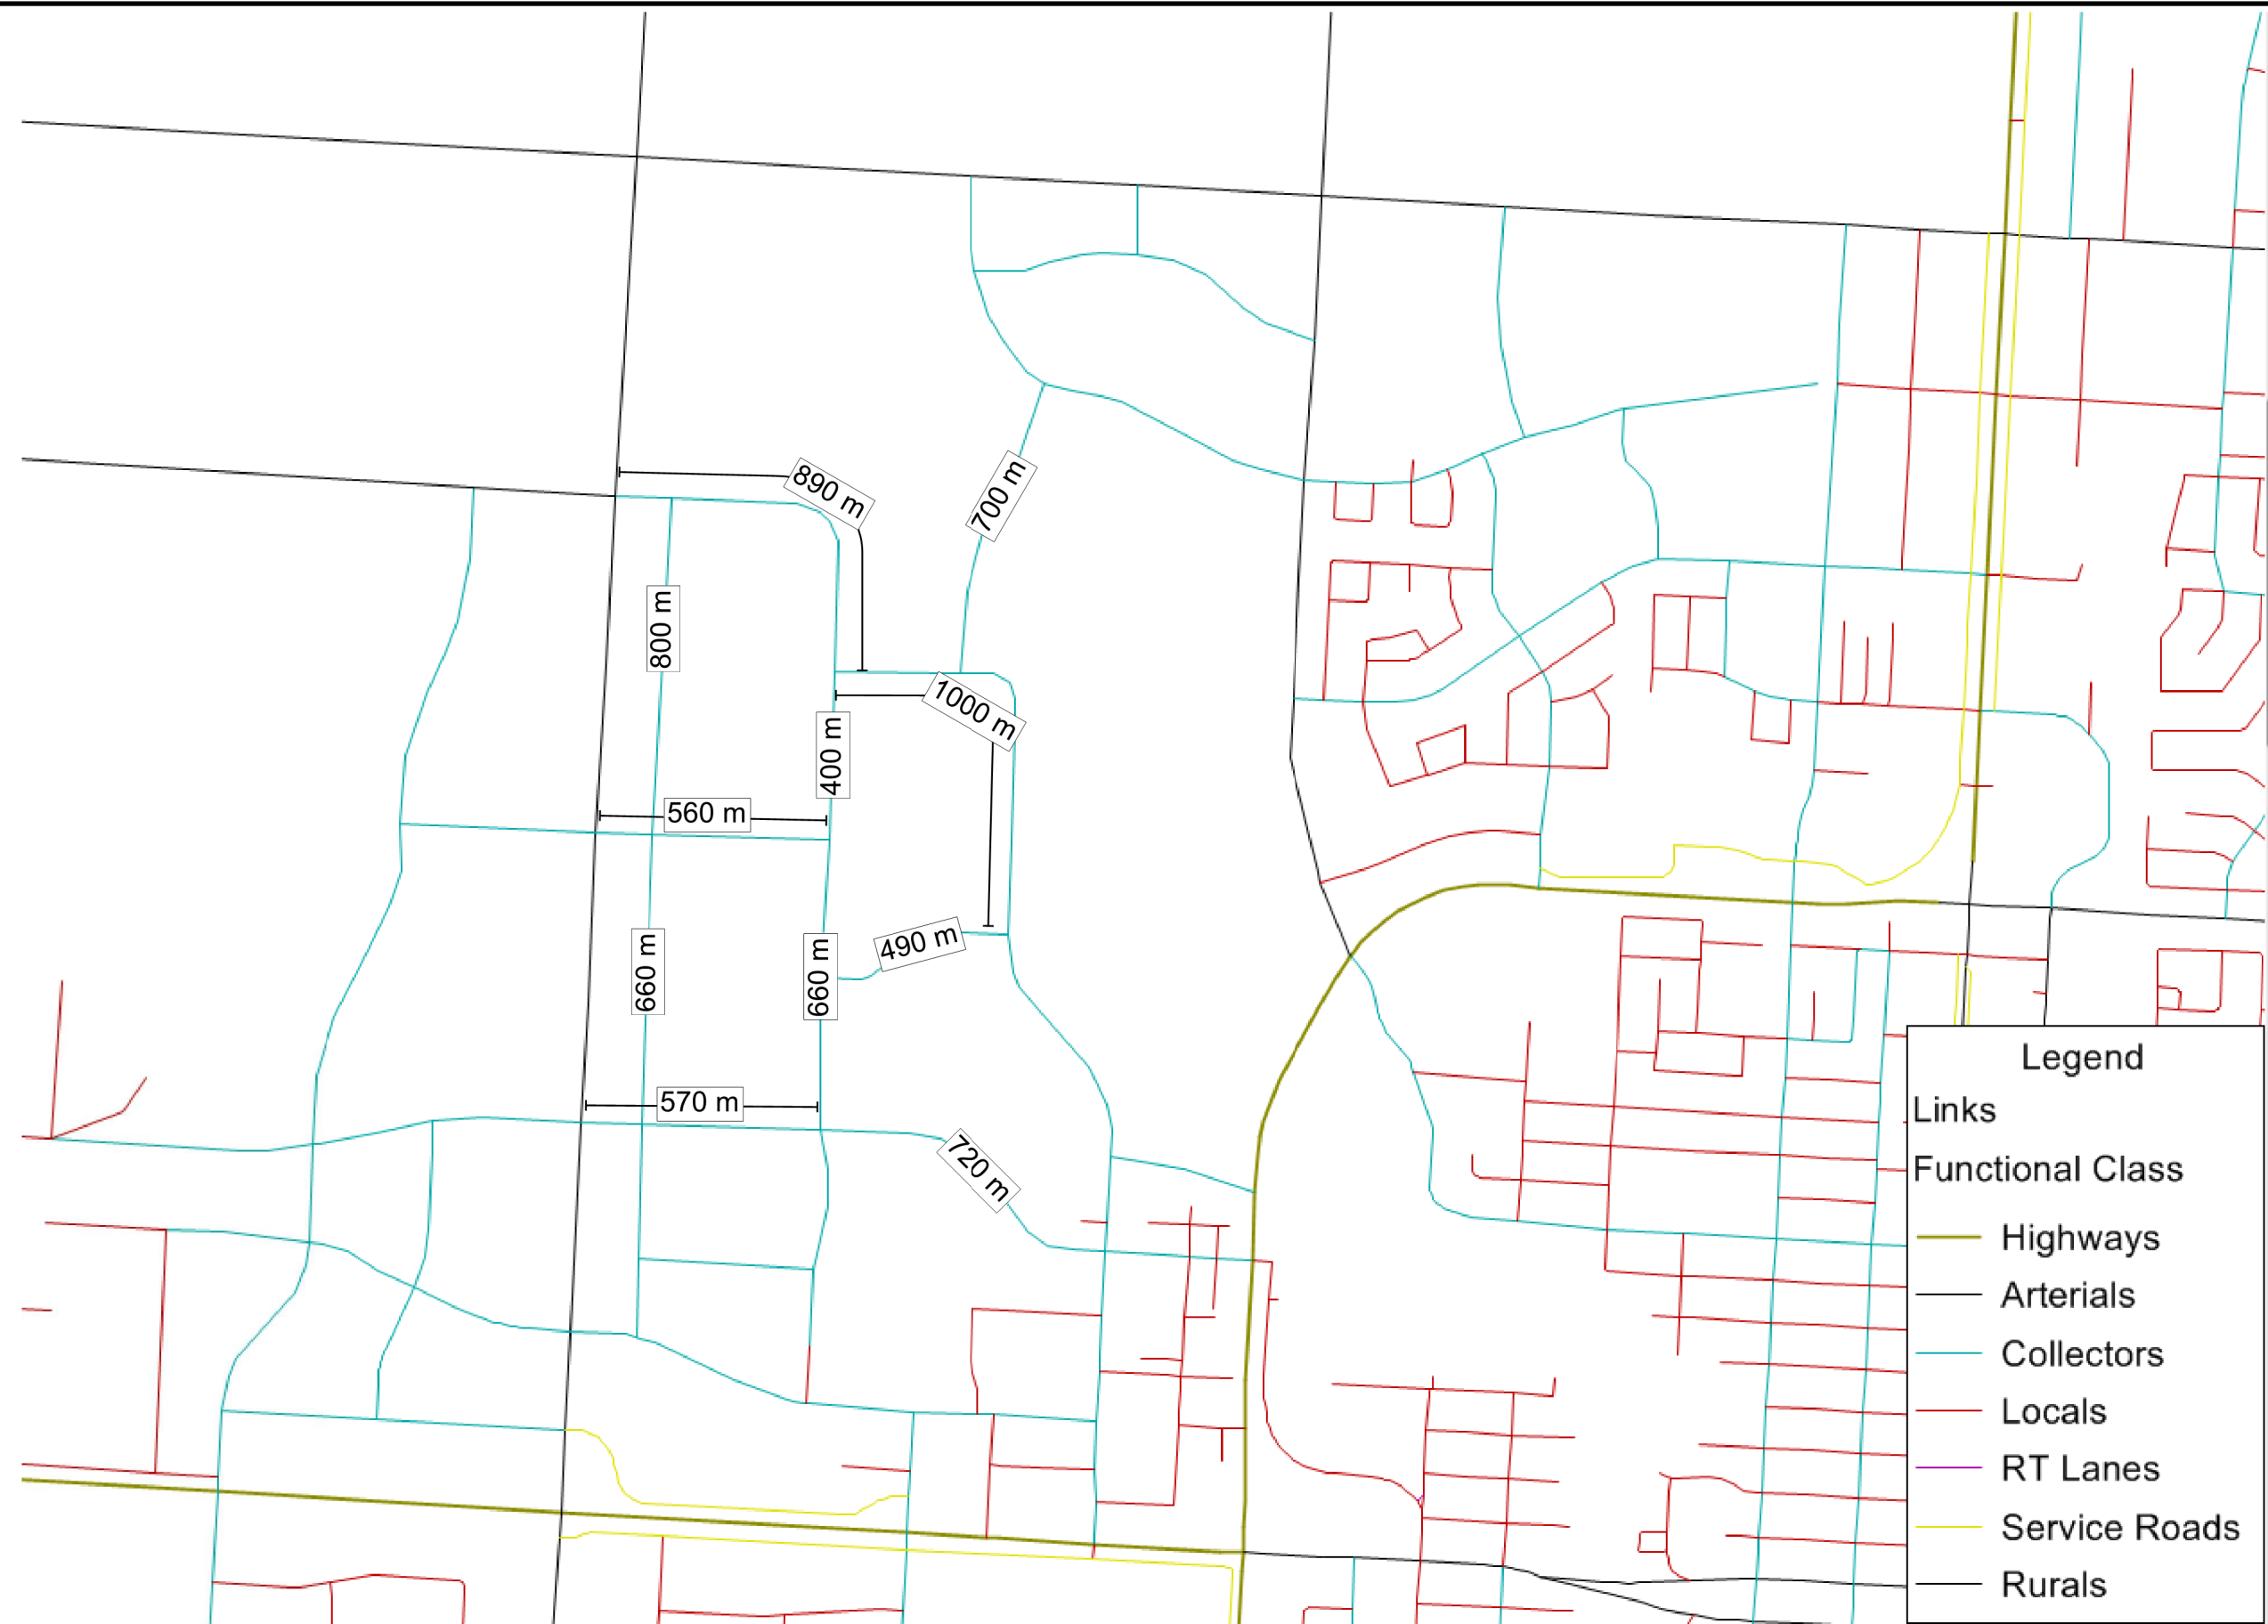 890 m
700 m
800 m
1000 m
400 m
560 m
490 m
660 m
660 m
570 m
720 m
Legend
Links
Functional Class
Highways
Arterials
Collectors
Locals
RT Lanes
Service Roads
Rurals